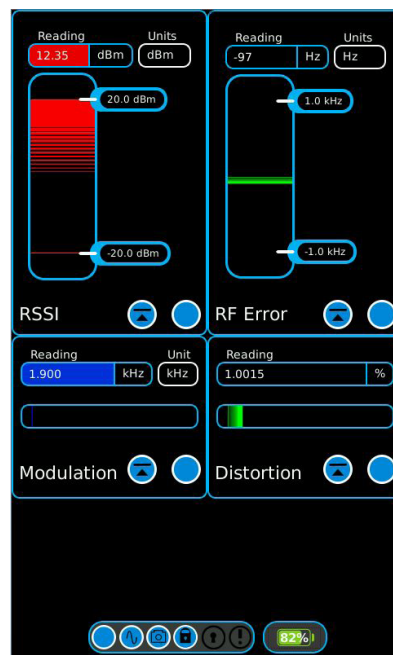 Reading Units
12.35 dBm dBm
20.0 dBm
-20.0 dBm
RSSI
Reading Units
-97 Hz Hz
1.0 kHz
-1.0 kHz
RF Error
Reading Unit
1.900 kHz kHz
Modulation
Reading
1.0015 %
Distortion
82%